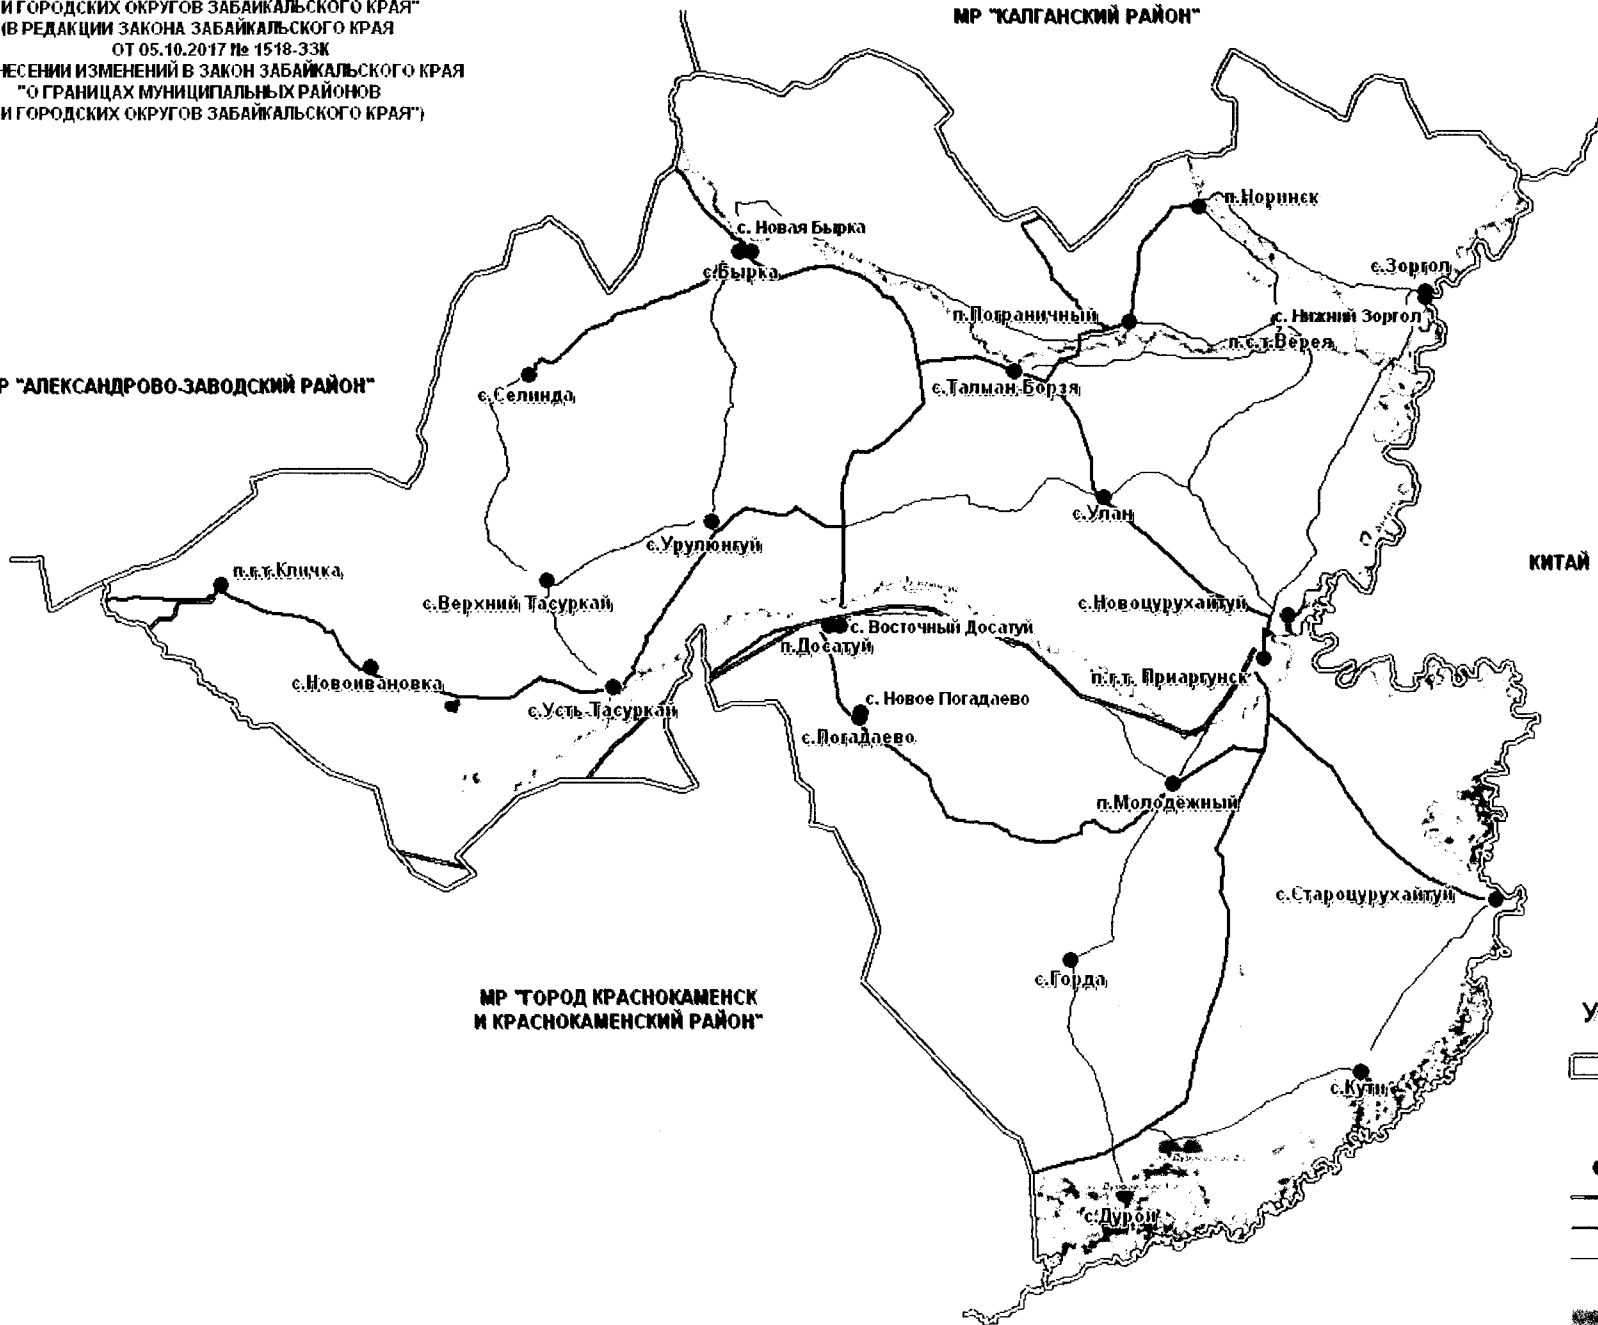 И ГОРОДСКИХ ОКРУГОВ ЗАБАЙКАЛЬСКОГО КРАЯ"
(В РЕДАКЦИИ ЗАКОНА ЗАБАЙКАЛЬСКОГО КРАЯ
ОТ 05.10.2017 № 1518-ЗЗК
НЕСЕНИИ ИЗМЕНЕНИЙ В ЗАКОН ЗАБАЙКАЛЬСКОГО КРАЯ
"О ГРАНИЦАХ МУНИЦИПАЛЬНЫХ РАЙОНОВ
И ГОРОДСКИХ ОКРУГОВ ЗАБАЙКАЛЬСКОГО КРАЯ")
МР "КАЛГАНСКИЙ РАЙОН"
п.Норинск
с. Новая Бырка
с.Бырка
с.Зоргол
п.Пограничный
с. Нижний Зоргол
п.с.т.Верея
Р "АЛЕКСАНДРОВО-ЗАВОДСКИЙ РАЙОН"
с.Селинда
с.Талман-Борзя
с.Улан
с.Урулюнгуй
КИТАЙ
п.г.т.Кличка
с.Верхний Тасуркай
с.Новоцурухайтуй
с. Восточный Досатуй
п.Досатуй
п.г.т. Приаргунск
с.Новоивановка
с.Усть-Тасуркай
с. Новое Погадаево
с.Погадаево
п.Молодёжный
с.Староцурухайтуй
с.Горда
МР "ГОРОД КРАСНОКАМЕНСК
И КРАСНОКАМЕНСКИЙ РАЙОН"
У
с.Кути
с.Дурой